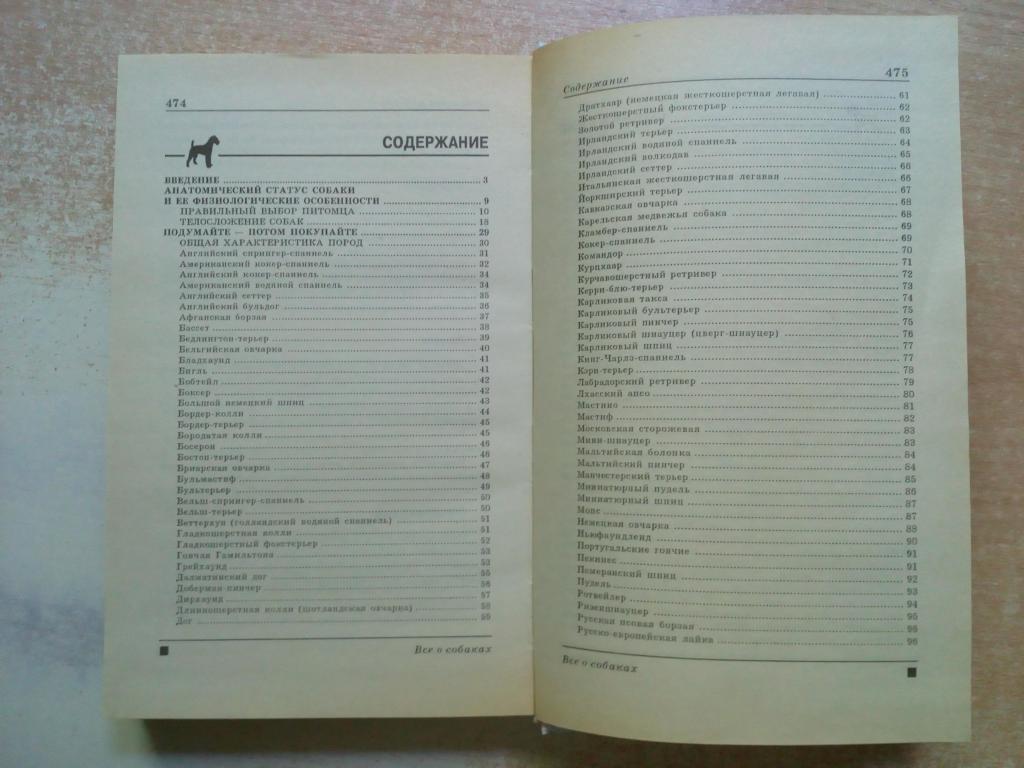 474
СОДЕРЖАНИЕ
ВВЕДЕНИЕ 3
АНАТОМИЧЕСКИЙ СТАТУС СОБАКИ
И ЕЕ ФИЗИОЛОГИЧЕСКИЕ ОСОБЕННОСТИ 9
ПРАВИЛЬНЫЙ ВЫБОР ПИТОМЦА 10
ТЕЛОСЛОЖЕНИЕ СОБАК 18
ПОДУМАЙТЕ — ПОТОМ ПОКУПАЙТЕ 29
ОБЩАЯ ХАРАКТЕРИСТИКА ПОРОД 30
Английский спрингер-спаниель 31
Американский кокер-спаниель 32
Английский кокер-спаниель 34
Американский водяной спаниель 34
Английский сеттер 35
Английский бульдог 36
Афганская борзая 37
Бассет 38
Бедлингтон-терьер 39
Бельгийская овчарка 40
Бладхаунд 41
Бигль 41
Бобтейл 42
Боксер 42
Большой немецкий шпиц 43
Бордер-колли 44
Бордер-терьер 45
Бородатая колли 45
Босерон 46
Бостон-терьер 46
Бриарская овчарка 47
Бульмастиф 48
Бультерьер 49
Вельш-спрингер-спаниель 50
Вельш-терьер 50
Веттерхун (голландский водяной спаниель) 51
Гладкошерстная колли 51
Гладкошерстный фокстерьер 52
Гончая Гамильтона 53
Грейхаунд 53
Далматинский дог 55
Доберман-пинчер 56
Дирхаунд 57
Длинношерстная колли (шотландская овчарка) 58
Дог 59
Все о собаках
Содержание 475
Дратхаар (немецкая жесткошерстная легавая) 61
Жесткошерстный фокстерьер 62
Золотой ретривер 62
Ирландский терьер 63
Ирландский водяной спаниель 64
Ирландский волкодав 65
Ирландский сеттер 66
Итальянская жесткошерстная легавая 66
Йоркширский терьер 67
Кавказская овчарка 68
Карельская медвежья собака 68
Кламбер-спаниель 69
Кокер-спаниель 69
Командор 70
Курцхаар 71
Курчавошерстный ретривер 72
Керри-блю-терьер 73
Карликовая такса 74
Карликовый бультерьер 75
Карликовый пинчер 75
Карликовый шнауцер (цверг-шнауцер) 76
Карликовый шпиц 77
Кинг-Чарлз-спаниель 77
Кэрн-терьер 78
Лабрадорский ретривер 79
Лхасский апсо 80
Мастино 81
Мастиф 82
Московская сторожевая 83
Мини-шнауцер 83
Мальтийская болонка 84
Мальтийский пинчер 84
Манчестерский терьер 85
Миниатюрный пудель 86
Миниатюрный шпиц 87
Мопс 87
Немецкая овчарка 89
Ньюфаундленд 90
Португальские гончие 91
Пекинес 91
Померанский шпиц 92
Пудель 93
Ротвейлер 94
Ризеншнауцер 95
Русская псовая борзая 96
Русско-европейская лайка 96
Все о собаках